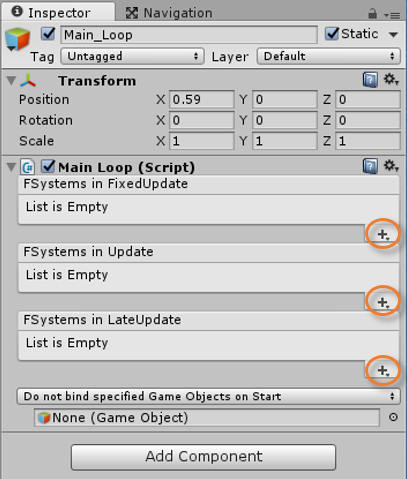 Inspector Navigation
Main_Loop Static
Tag Untagged Layer Default
Transform
Position X 0.59 Y 0 Z 0
Rotation X 0 Y 0 Z 0
Scale X 1 Y 1 Z 1
C# Main Loop (Script)
FSystems in FixedUpdate
List is Empty
FSystems in Update
List is Empty
FSystems in LateUpdate
List is Empty
Do not bind specified Game Objects on Start
None (Game Object)
Add Component